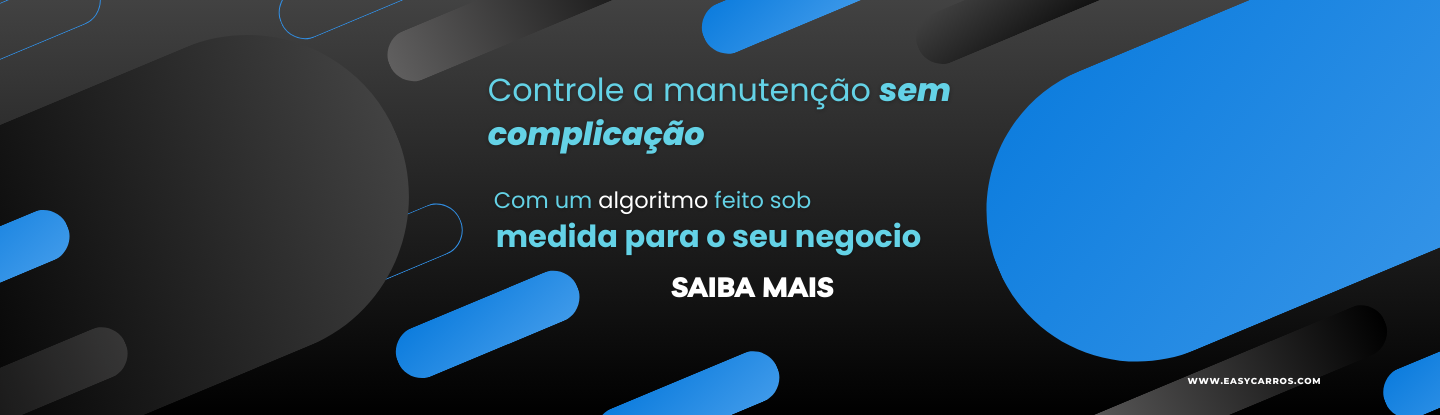 Controle a manutenção sem
complicação
Com um algoritmo feito sob
medida para o seu negocio
SAIBA MAIS
WWW.EASYCARROS.COM